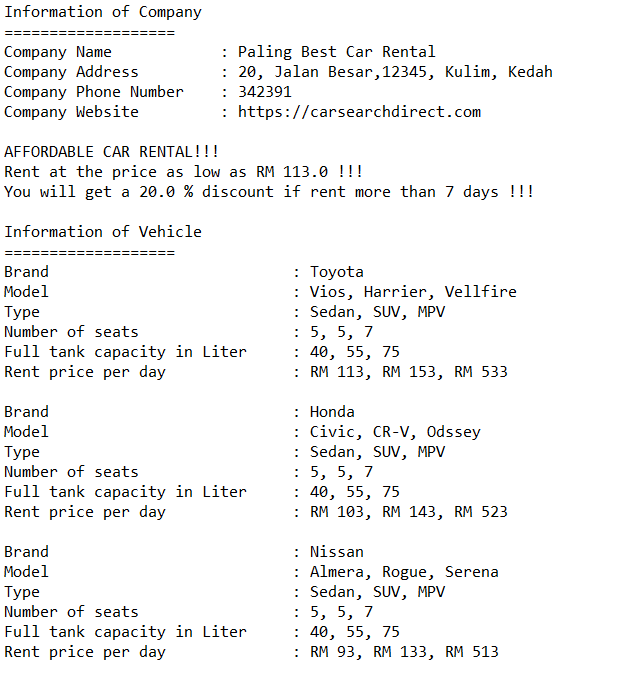 Information of Company
===================
Company Name : Paling Best Car Rental
Company Address : 20, Jalan Besar,12345, Kulim, Kedah
Company Phone Number : 342391
Company Website : https://carsearchdirect.com
AFFORDABLE CAR RENTAL!!!
Rent at the price as low as RM 113.0 !!!
You will get a 20.0 % discount if rent more than 7 days !!!
Information of Vehicle
===================
Brand : Toyota
Model : Vios, Harrier, Vellfire
Type : Sedan, SUV, MPV
Number of seats : 5, 5, 7
Full tank capacity in Liter : 40, 55, 75
Rent price per day : RM 113, RM 153, RM 533
Brand : Honda
Model : Civic, CR-V, Odssey
Type : Sedan, SUV, MPV
Number of seats : 5, 5, 7
Full tank capacity in Liter : 40, 55, 75
Rent price per day : RM 103, RM 143, RM 523
Brand : Nissan
Model : Almera, Rogue, Serena
Type : Sedan, SUV, MPV
Number of seats : 5, 5, 7
Full tank capacity in Liter : 40, 55, 75
Rent price per day : RM 93, RM 133, RM 513